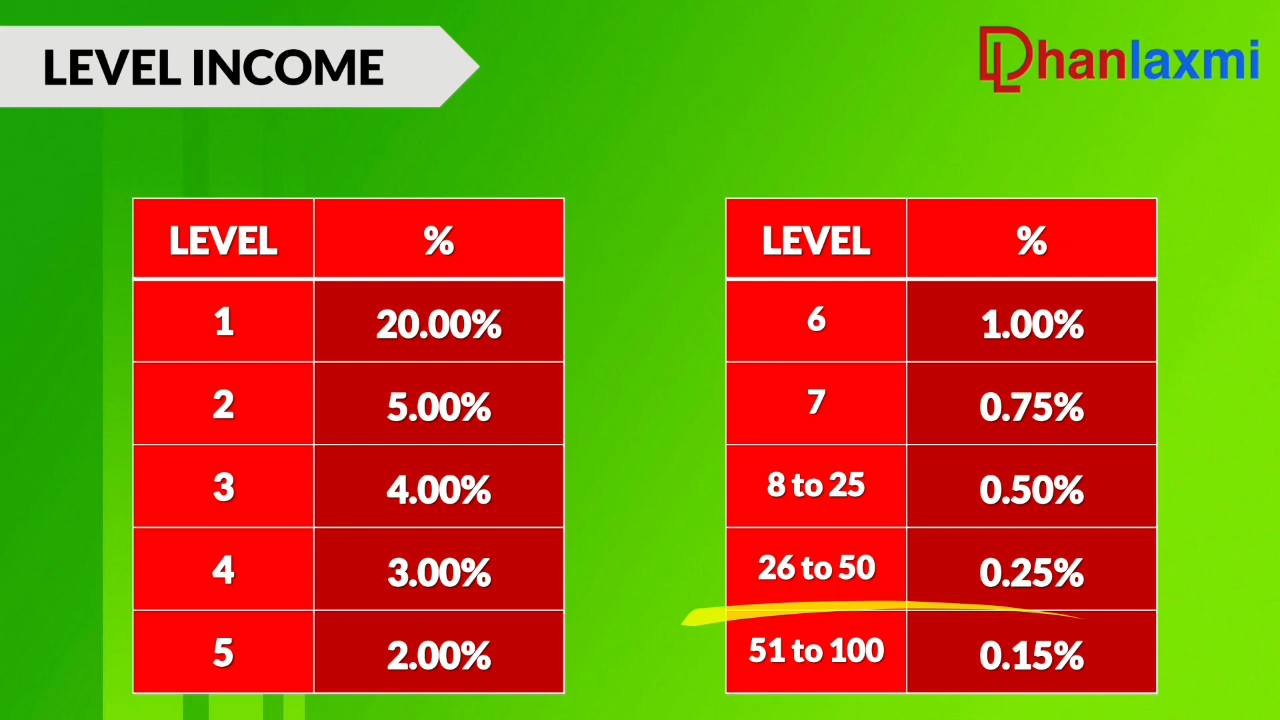 LEVEL INCOME
Dhanlaxmi
LEVEL %
1 20.00%
2 5.00%
3 4.00%
4 3.00%
5 2.00%
LEVEL %
6 1.00%
7 0.75%
8 to 25 0.50%
26 to 50 0.25%
51 to 100 0.15%